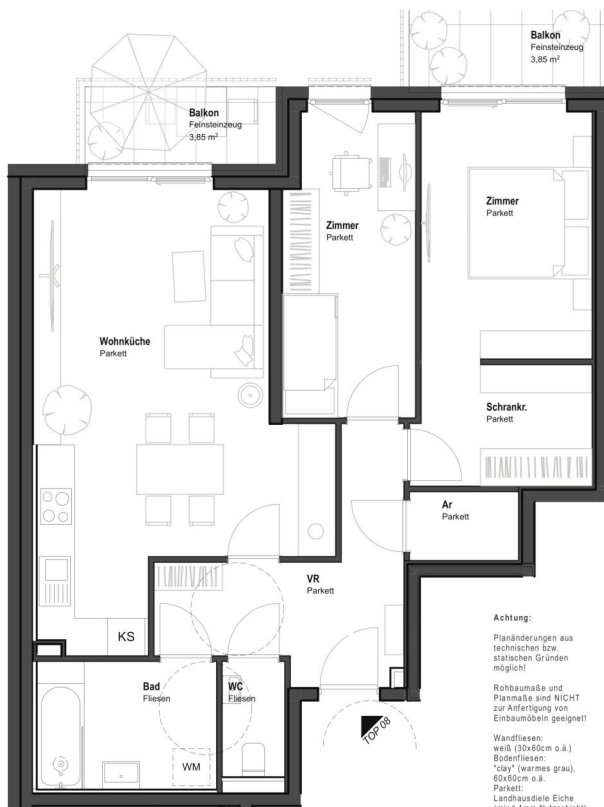 Balkon
Feinsteinzeug
3,85 m²
Balkon
Feinsteinzeug
3,85 m²
Zimmer
Parkett
Zimmer
Parkett
Wohnküche
Parkett
Schrankr.
Parkett
Ar
Parkett
VR
Parkett
KS
Bad
Fliesen
WC
Fliesen
WM
TOP 08
Achtung:
Planänderungen aus
technischen bzw.
statischen Gründen
möglich!
Rohbaumaße und
Planmaße sind NICHT
zur Anfertigung von
Einbaumöbeln geeignet!
Wandfliesen:
weiß (30x60cm o.ä.)
Bodenfliesen:
"clay" (warmes grau),
60x60cm o.ä.
Parkett:
Landhausdiele Eiche